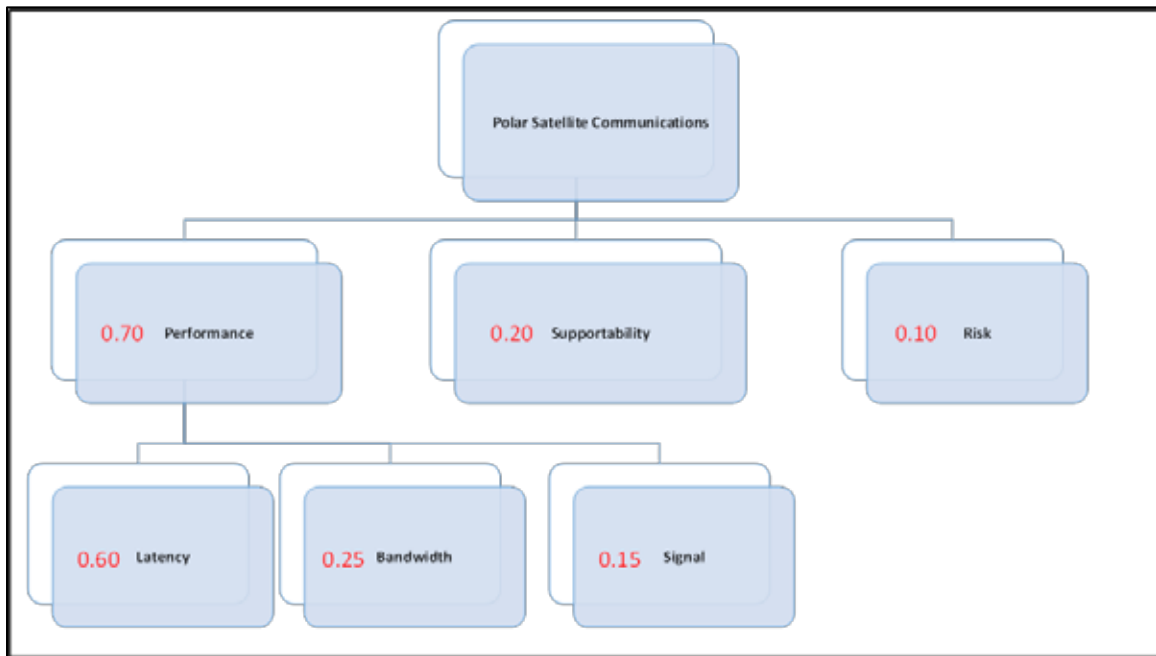 Polar Satellite Communications
0.70 Performance
0.20 Supportability
0.10 Risk
0.60 Latency
0.25 Bandwidth
0.15 Signal